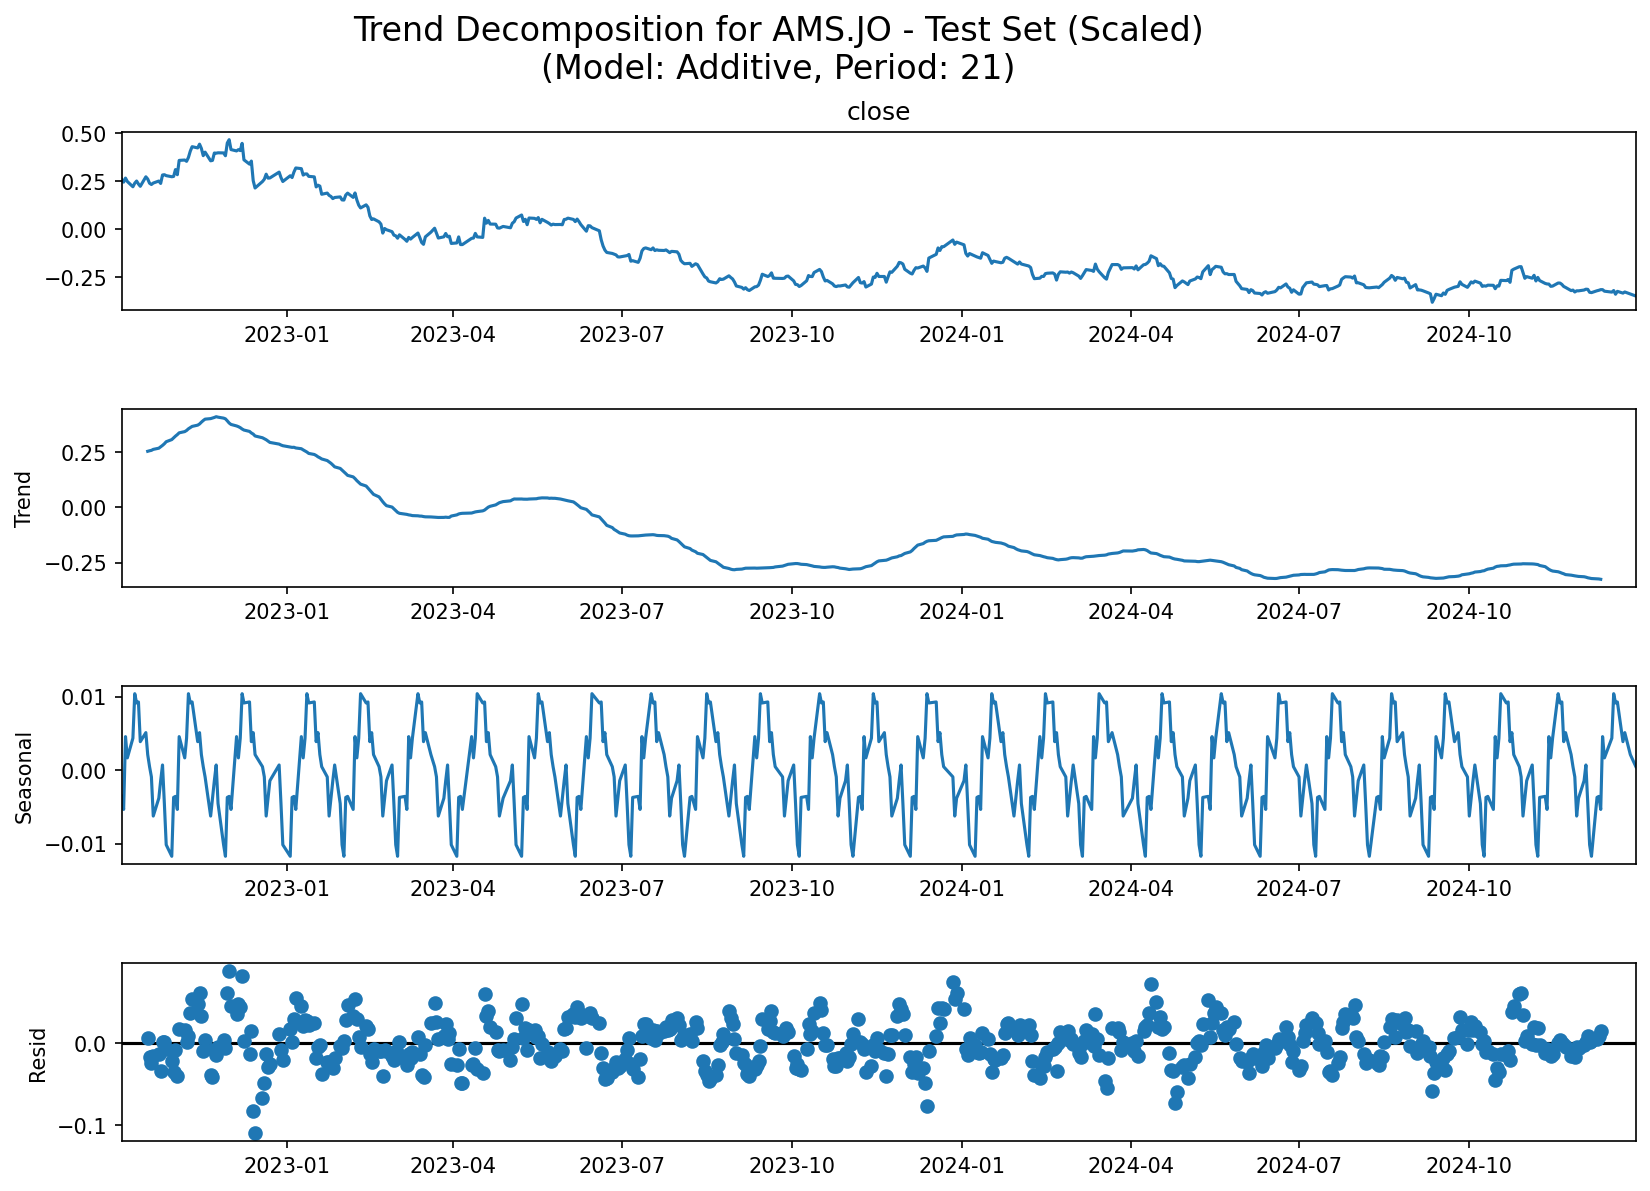 Trend Decomposition for AMS.JO - Test Set (Scaled)
(Model: Additive, Period: 21)
close
0.50
0.25
0.00
−0.25
2023-01 2023-04 2023-07 2023-10 2024-01 2024-04 2024-07 2024-10
Trend
0.25
0.00
−0.25
2023-01 2023-04 2023-07 2023-10 2024-01 2024-04 2024-07 2024-10
Seasonal
0.01
0.00
−0.01
2023-01 2023-04 2023-07 2023-10 2024-01 2024-04 2024-07 2024-10
Resid
0.0
−0.1
2023-01 2023-04 2023-07 2023-10 2024-01 2024-04 2024-07 2024-10